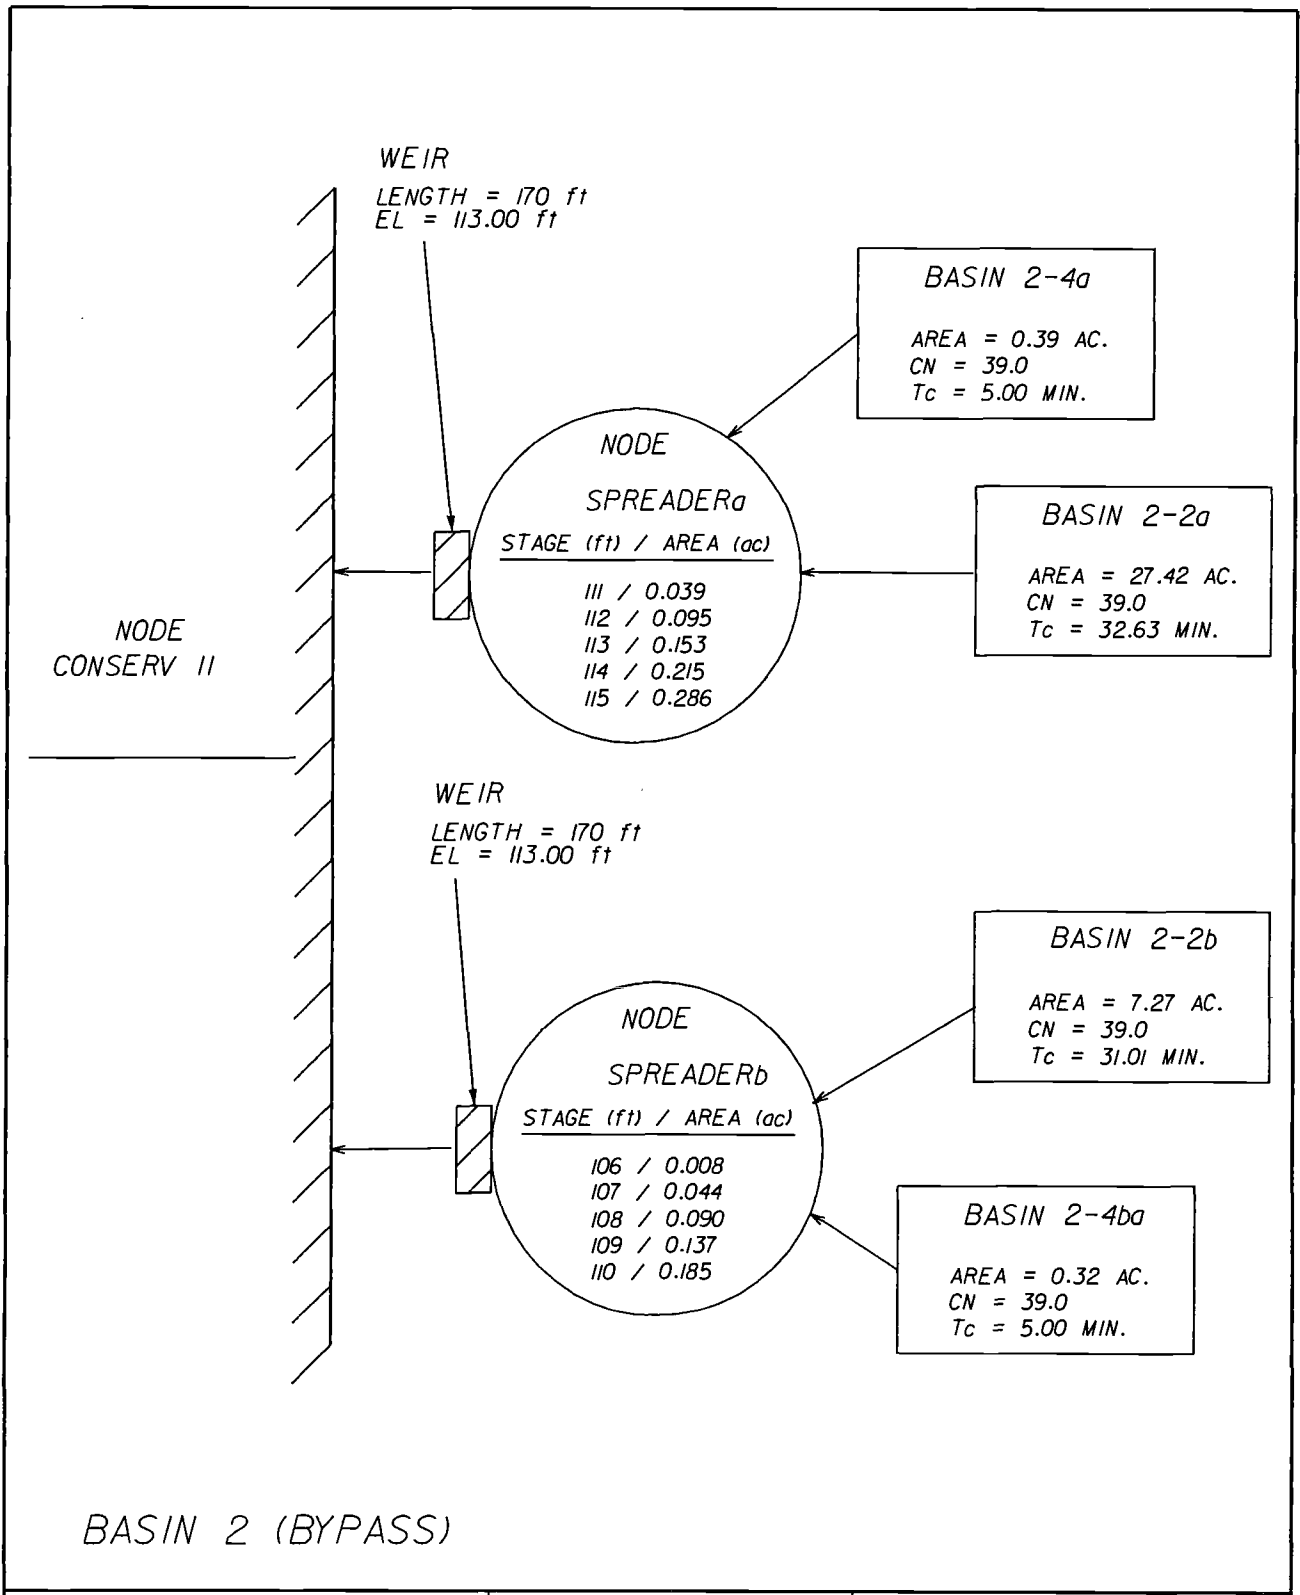 WEIR
LENGTH = 170 ft
EL = 113.00 ft
BASIN 2-4a
AREA = 0.39 AC.
CN = 39.0
Tc = 5.00 MIN.
NODE
SPREADERa
STAGE (ft) / AREA (ac)
111 / 0.039
112 / 0.095
113 / 0.153
114 / 0.215
115 / 0.286
BASIN 2-2a
AREA = 27.42 AC.
CN = 39.0
Tc = 32.63 MIN.
NODE
CONSERV 11
WEIR
LENGTH = 170 ft
EL = 113.00 ft
BASIN 2-2b
AREA = 7.27 AC.
CN = 39.0
Tc = 31.01 MIN.
NODE
SPREADERb
STAGE (ft) / AREA (ac)
106 / 0.008
107 / 0.044
108 / 0.090
109 / 0.137
110 / 0.185
BASIN 2-4ba
AREA = 0.32 AC.
CN = 39.0
Tc = 5.00 MIN.
BASIN 2 (BYPASS)